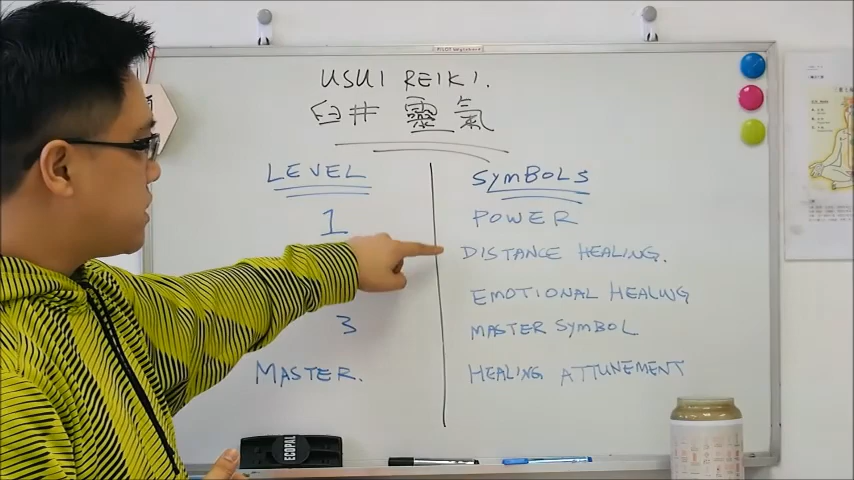 PILOT
USUI REIKI.
臼井 靈氣
LEVEL
SYMBOLS
1
POWER
DISTANCE HEALING.
EMOTIONAL HEALING
3
MASTER SYMBOL
MASTER.
HEALING ATTUNEMENT
ECOPAL